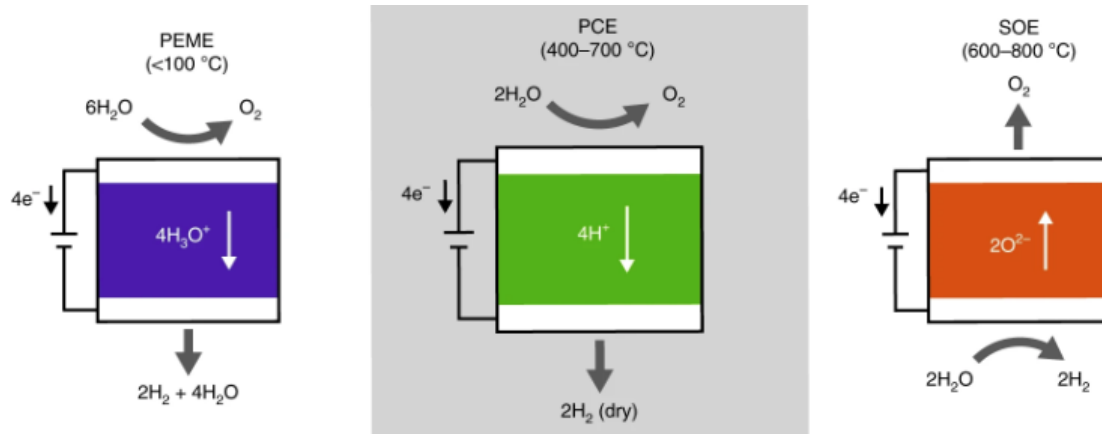 PEME
(<100 °C)
6H₂O
O₂
4e⁻
4H₃O⁺
2H₂ + 4H₂O
PCE
(400–700 °C)
2H₂O
O₂
4e⁻
4H⁺
2H₂ (dry)
SOE
(600–800 °C)
O₂
4e⁻
2O²⁻
2H₂O
2H₂